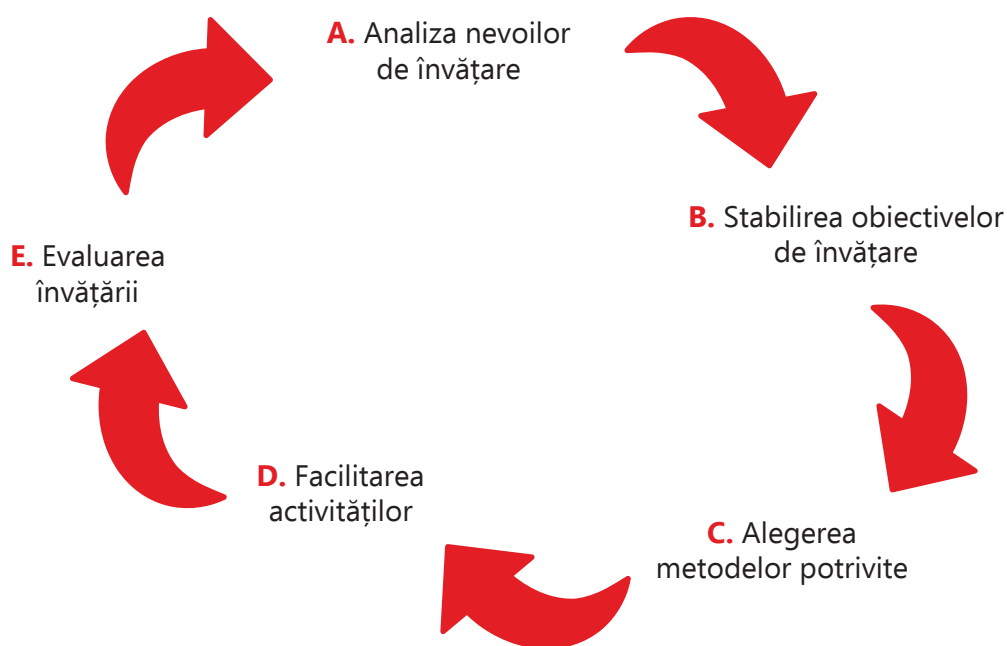 A. Analiza nevoilor
de învățare
B. Stabilirea obiectivelor
de învățare
C. Alegerea
metodelor potrivite
D. Facilitarea
activităților
E. Evaluarea
învățării